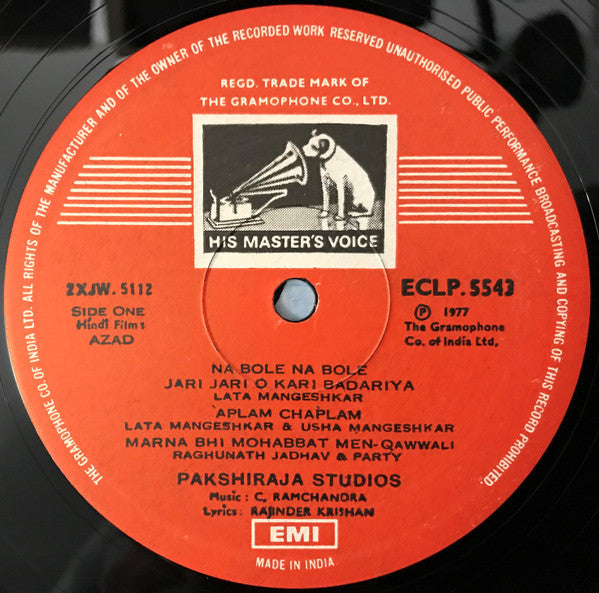 THE GRAMOPHONE CO. OF INDIA LTD. ALL RIGHTS OF THE MANUFACTURER AND OF THE OWNER OF THE RECORDED WORK RESERVED UNAUTHORISED PUBLIC PERFORMANCE BROADCASTING AND COPYING OF THIS RECORD PROHIBITED.
REGD. TRADE MARK OF
THE GRAMOPHONE CO., LTD.
HIS MASTER'S VOICE
2XJW. 5112
SIDE ONE
Hindi Film:
AZAD
ECLP. 5543
℗ 1977
The Gramophone
Co. of India Ltd.
NA BOLE NA BOLE
JARI JARI O KARI BADARIYA
LATA MANGESHKAR
APLAM CHAPLAM
LATA MANGESHKAR & USHA MANGESHKAR
MARNA BHI MOHABBAT MEN-QAWWALI
RAGHUNATH JADHAV & PARTY
PAKSHIRAJA STUDIOS
Music : C. RAMCHANDRA
Lyrics : RAJINDER KRISHAN
EMI
MADE IN INDIA